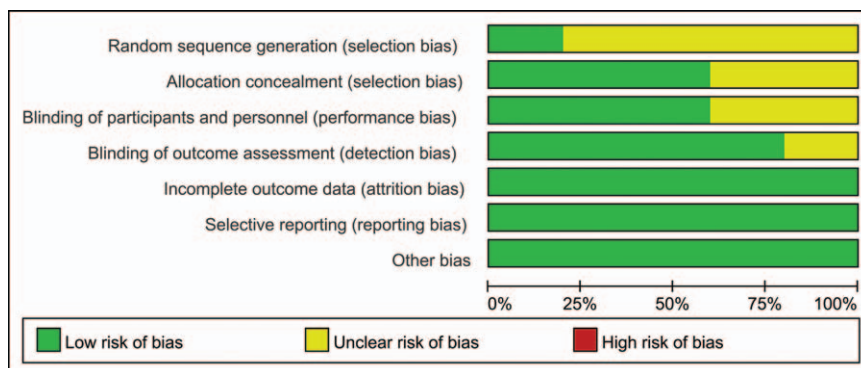 Random sequence generation (selection bias)
Allocation concealment (selection bias)
Blinding of participants and personnel (performance bias)
Blinding of outcome assessment (detection bias)
Incomplete outcome data (attrition bias)
Selective reporting (reporting bias)
Other bias
0% 25% 50% 75% 100%
Low risk of bias Unclear risk of bias High risk of bias